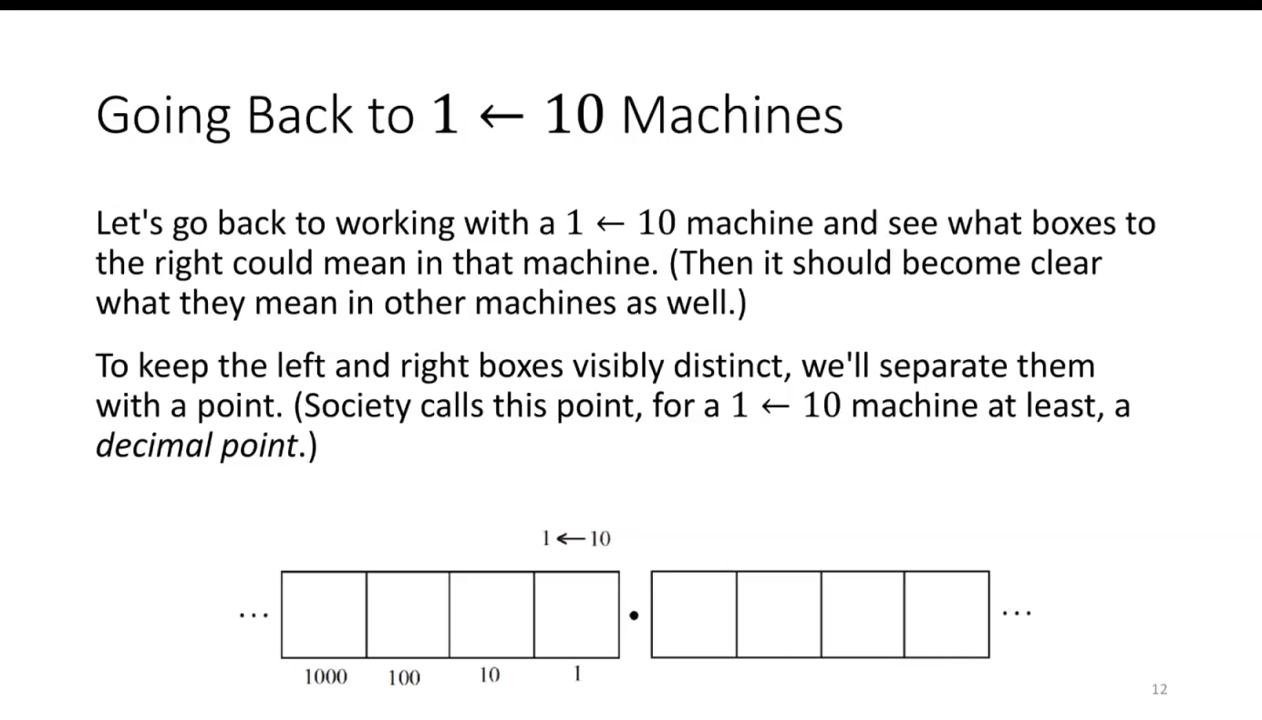 Going Back to 1 ← 10 Machines
Let's go back to working with a 1 ← 10 machine and see what boxes to
the right could mean in that machine. (Then it should become clear
what they mean in other machines as well.)
To keep the left and right boxes visibly distinct, we'll separate them
with a point. (Society calls this point, for a 1 ← 10 machine at least, a
decimal point.)
1←10
... . ...
1000 100 10 1
12